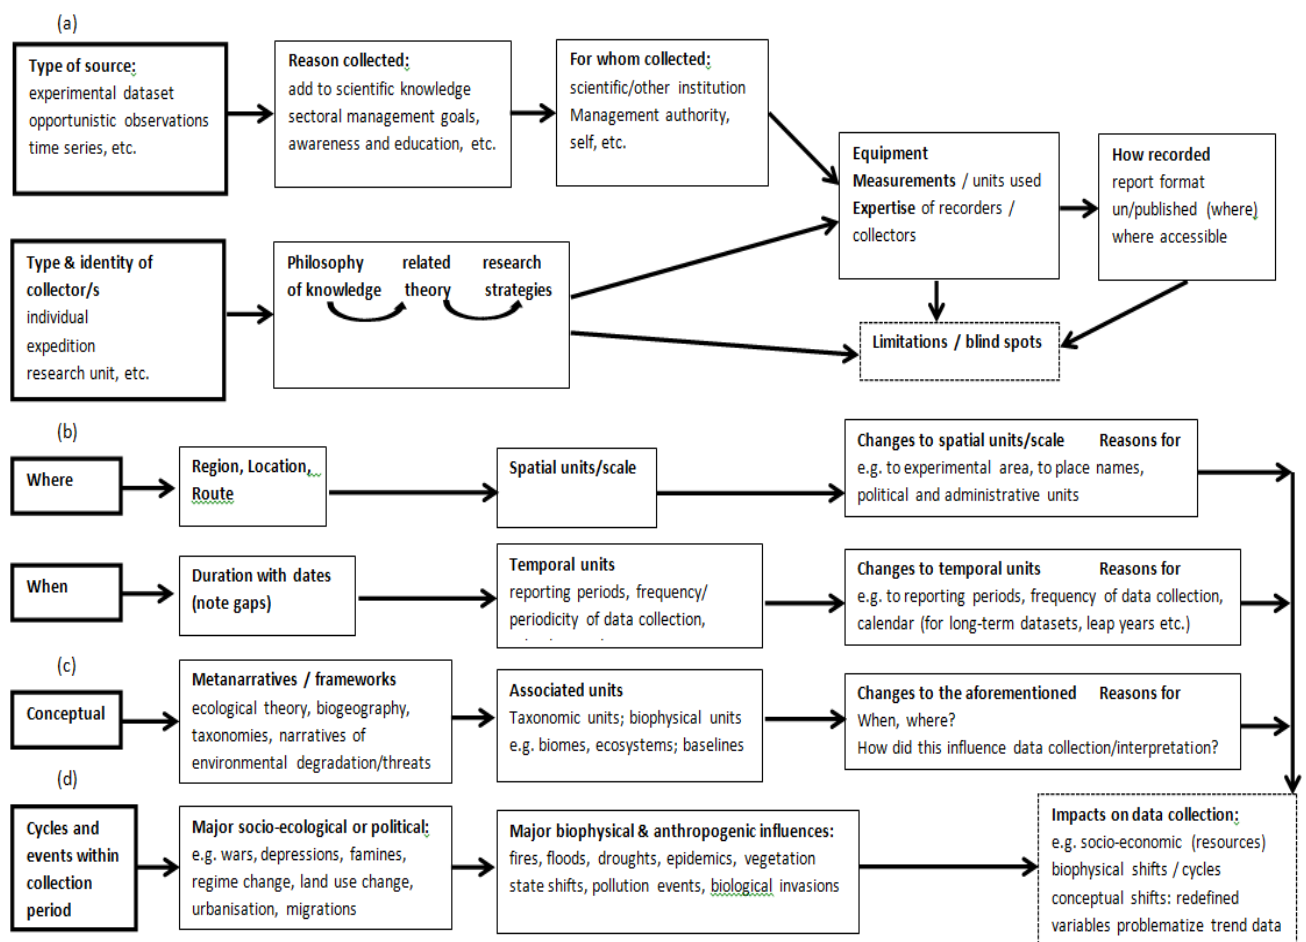 (a)
Type of source:
experimental dataset
opportunistic observations
time series, etc.
Reason collected:
add to scientific knowledge
sectoral management goals,
awareness and education, etc.
For whom collected:
scientific/other institution
Management authority,
self, etc.
Equipment
Measurements / units used
Expertise of recorders /
collectors
How recorded
report format
un/published (where)
where accessible
Type & identity of
collector/s
individual
expedition
research unit, etc.
Philosophy related research
of knowledge theory strategies
Limitations / blind spots
(b)
Where
Region, Location,
Route
Spatial units/scale
Changes to spatial units/scale Reasons for
e.g. to experimental area, to place names,
political and administrative units
When
Duration with dates
(note gaps)
Temporal units
reporting periods, frequency/
periodicity of data collection,
Changes to temporal units Reasons for
e.g. to reporting periods, frequency of data collection,
calendar (for long-term datasets, leap years etc.)
(c)
Conceptual
Metanarratives / frameworks
ecological theory, biogeography,
taxonomies, narratives of
environmental degradation/threats
Associated units
Taxonomic units; biophysical units
e.g. biomes, ecosystems; baselines
Changes to the aforementioned Reasons for
When, where?
How did this influence data collection/interpretation?
(d)
Cycles and
events within
collection
period
Major socio-ecological or political:
e.g. wars, depressions, famines,
regime change, land use change,
urbanisation, migrations
Major biophysical & anthropogenic influences:
fires, floods, droughts, epidemics, vegetation
state shifts, pollution events, biological invasions
Impacts on data collection:
e.g. socio-economic (resources)
biophysical shifts / cycles
conceptual shifts: redefined
variables problematize trend data